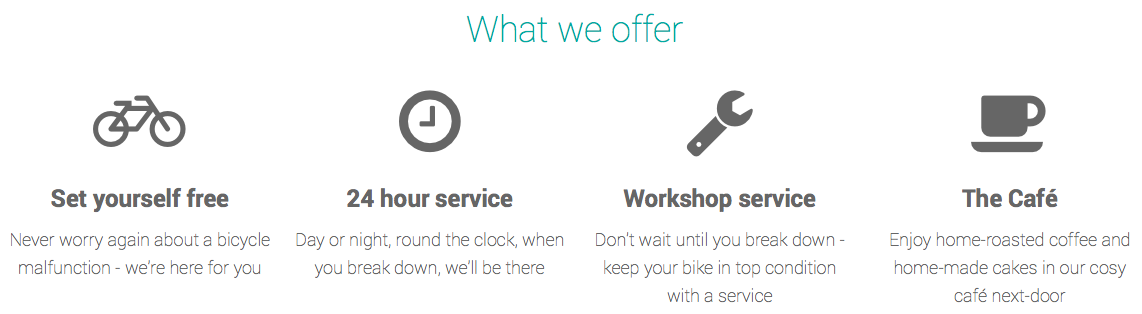 What we offer
Set yourself free
Never worry again about a bicycle
malfunction - we're here for you
24 hour service
Day or night, round the clock, when
you break down, we'll be there
Workshop service
Don't wait until you break down -
keep your bike in top condition
with a service
The Café
Enjoy home-roasted coffee and
home-made cakes in our cosy
café next-door